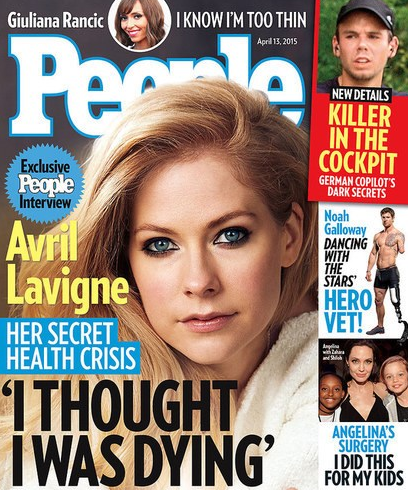 Giuliana Rancic
I KNOW I'M TOO THIN
April 13, 2015
People
Exclusive
People
Interview
Avril
Lavigne
HER SECRET
HEALTH CRISIS
'I THOUGHT
I WAS DYING'
NEW DETAILS
KILLER
IN THE
COCKPIT
GERMAN COPILOT'S
DARK SECRETS
Noah
Galloway
DANCING
WITH
THE
STARS'
HERO
VET!
Angelina
with Zahara
and Shiloh
ANGELINA'S
SURGERY
I DID THIS
FOR MY KIDS